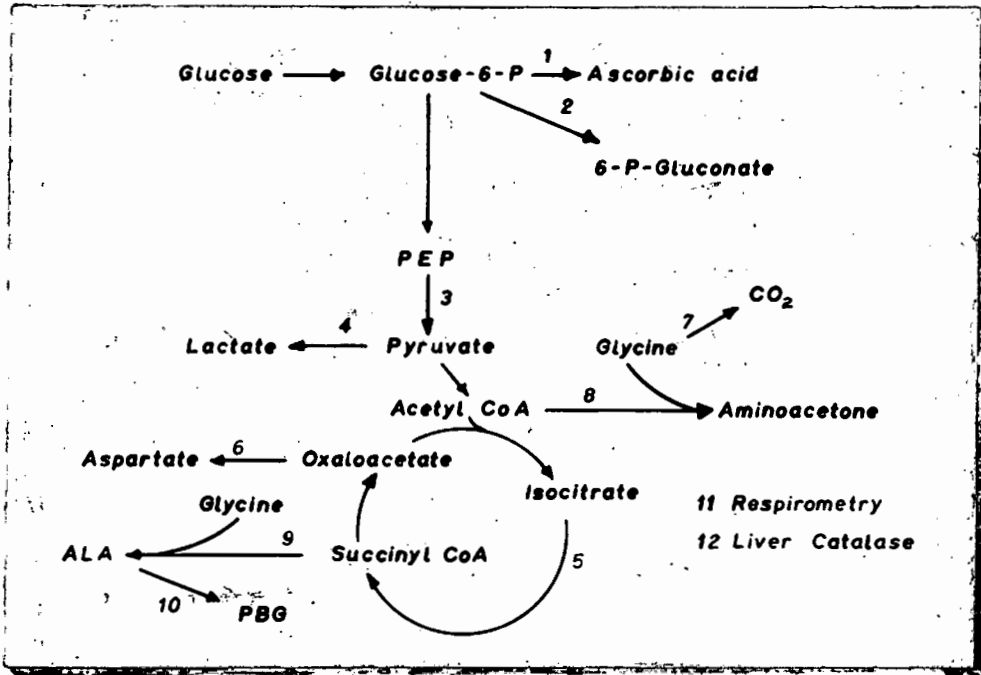 1
Glucose Glucose-6-P Ascorbic acid
2
6-P-Gluconate
PEP
3
CO2
7
4
Lactate Pyruvate Glycine
8
Acetyl CoA Aminoacetone
6
Aspartate Oxaloacetate
Isocitrate
Glycine
11 Respirometry
9
5
12 Liver Catalase
ALA Succinyl CoA
10
PBG